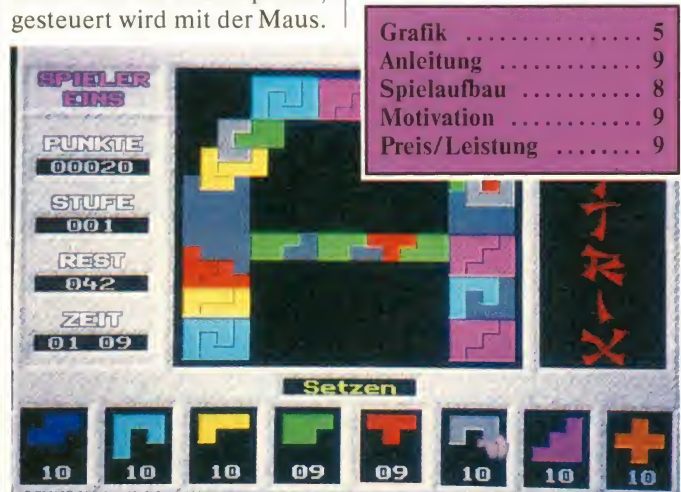 gesteuert wird mit der Maus.
Grafik ................ 5
Anleitung ............. 9
Spielaufbau ........... 8
Motivation ............ 9
Preis/Leistung ........ 9
SPIELER
EINS
PUNKTE
00020
STUFE
001
REST
042
ZEIT
01 09
T
R
I
X
Setzen
10
10
10
09
09
10
10
10